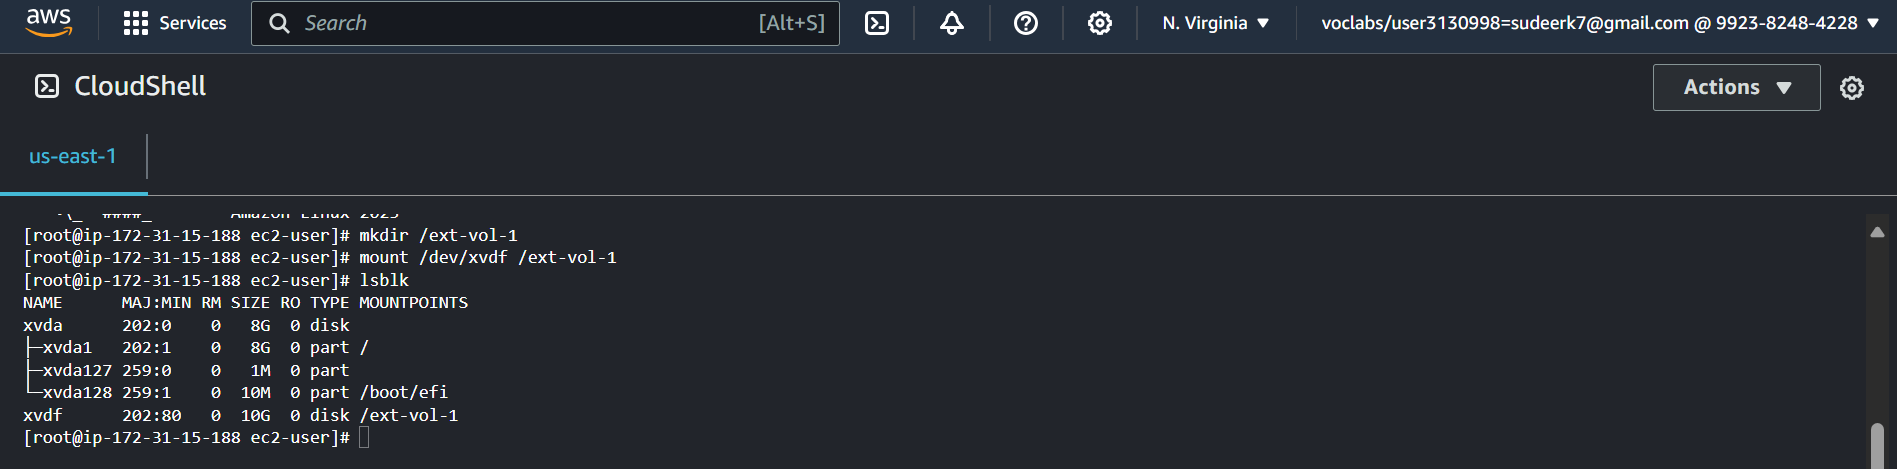 aws
Services
Search
[Alt+S]
N. Virginia
voclabs/user3130998=sudeerk7@gmail.com @ 9923-8248-4228
CloudShell
Actions
us-east-1
Amazon Linux 2023
[root@ip-172-31-15-188 ec2-user]# mkdir /ext-vol-1
[root@ip-172-31-15-188 ec2-user]# mount /dev/xvdf /ext-vol-1
[root@ip-172-31-15-188 ec2-user]# lsblk
NAME      MAJ:MIN RM SIZE RO TYPE MOUNTPOINTS
xvda      202:0    0   8G  0 disk
├─xvda1   202:1    0   8G  0 part /
├─xvda127 259:0    0   1M  0 part
└─xvda128 259:1    0  10M  0 part /boot/efi
xvdf      202:80   0  10G  0 disk /ext-vol-1
[root@ip-172-31-15-188 ec2-user]#